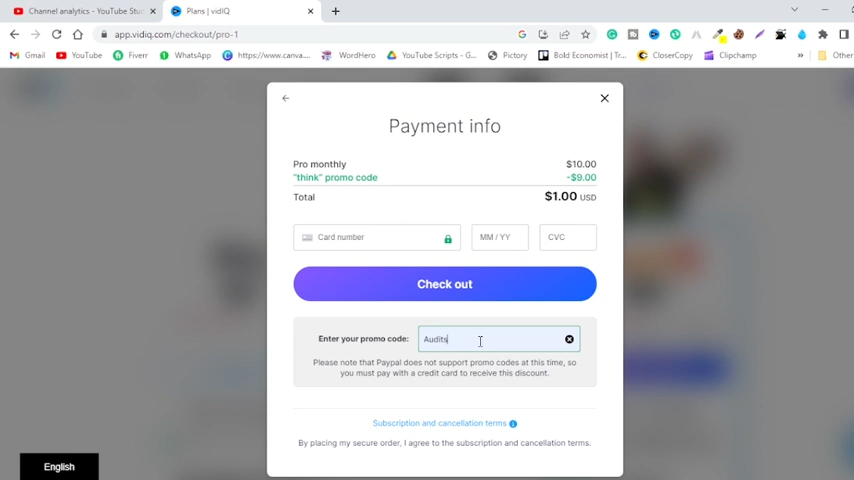 Channel analytics - YouTube Stu
Plans | vidIQ
app.vidiq.com/checkout/pro-1
Gmail
YouTube
Fiverr
WhatsApp
https://www.canva....
WordHero
YouTube Scripts - G...
Pictory
Bold Economist | Tr...
CloserCopy
Clipchamp
Other
Payment info
Pro monthly $10.00
"think" promo code -$9.00
Total $1.00 USD
Card number MM / YY CVC
Check out
Enter your promo code: Audits
Please note that Paypal does not support promo codes at this time, so
you must pay with a credit card to receive this discount.
Subscription and cancellation terms
By placing my secure order, I agree to the subscription and cancellation terms.
English